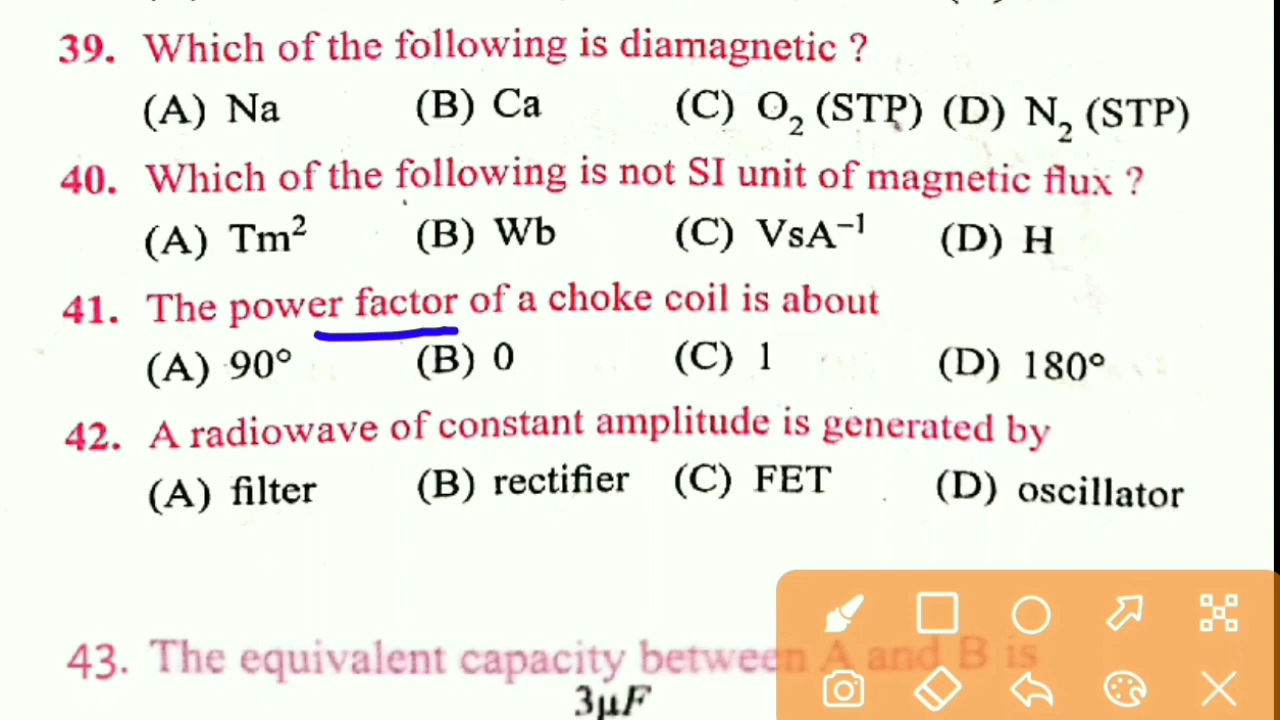 39. Which of the following is diamagnetic ?
(A) Na (B) Ca (C) O₂ (STP) (D) N₂ (STP)
40. Which of the following is not SI unit of magnetic flux ?
(A) Tm² (B) Wb (C) VsA⁻¹ (D) H
41. The power factor of a choke coil is about
(A) 90° (B) 0 (C) 1 (D) 180°
42. A radiowave of constant amplitude is generated by
(A) filter (B) rectifier (C) FET (D) oscillator
43. The equivalent capacity between A and B is
3μF